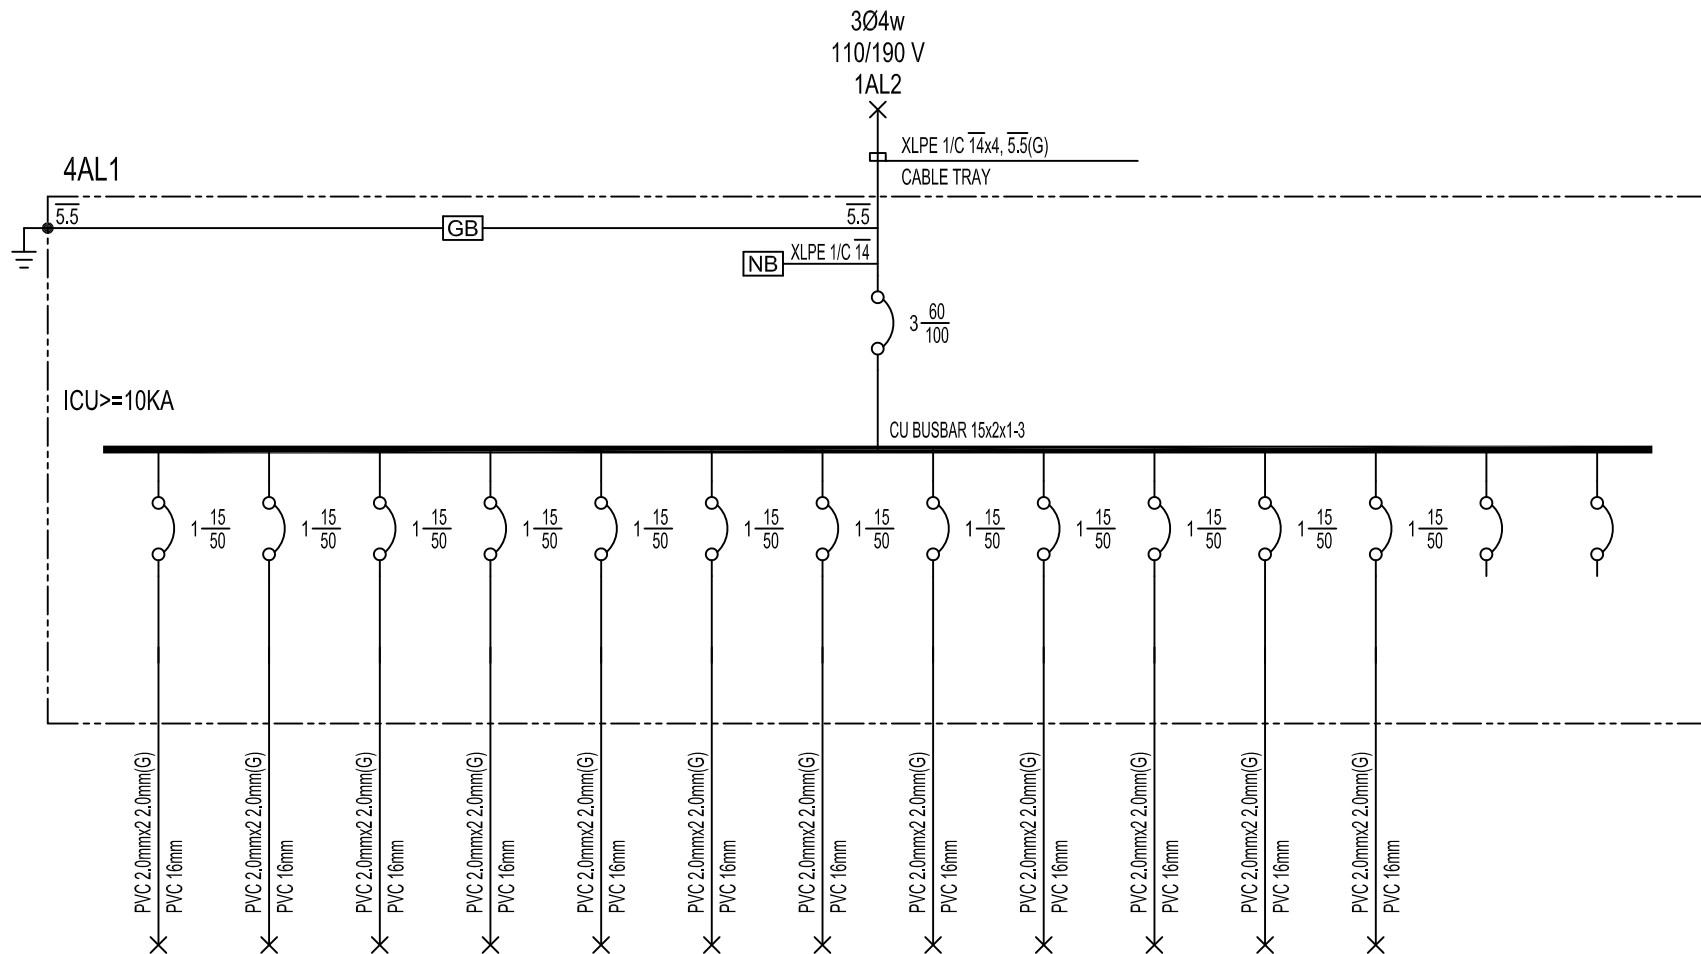 3Ø4w
110/190 V
1AL2
XLPE 1/C 14x4, 5.5(G)
CABLE TRAY
4AL1
5.5
GB
5.5
NB
XLPE 1/C 14
3 60/100
ICU>=10KA
CU BUSBAR 15x2x1-3
1 15/50
1 15/50
1 15/50
1 15/50
1 15/50
1 15/50
1 15/50
1 15/50
1 15/50
1 15/50
1 15/50
1 15/50
PVC 2.0mmx2 2.0mm(G)
PVC 16mm
PVC 2.0mmx2 2.0mm(G)
PVC 16mm
PVC 2.0mmx2 2.0mm(G)
PVC 16mm
PVC 2.0mmx2 2.0mm(G)
PVC 16mm
PVC 2.0mmx2 2.0mm(G)
PVC 16mm
PVC 2.0mmx2 2.0mm(G)
PVC 16mm
PVC 2.0mmx2 2.0mm(G)
PVC 16mm
PVC 2.0mmx2 2.0mm(G)
PVC 16mm
PVC 2.0mmx2 2.0mm(G)
PVC 16mm
PVC 2.0mmx2 2.0mm(G)
PVC 16mm
PVC 2.0mmx2 2.0mm(G)
PVC 16mm
PVC 2.0mmx2 2.0mm(G)
PVC 16mm